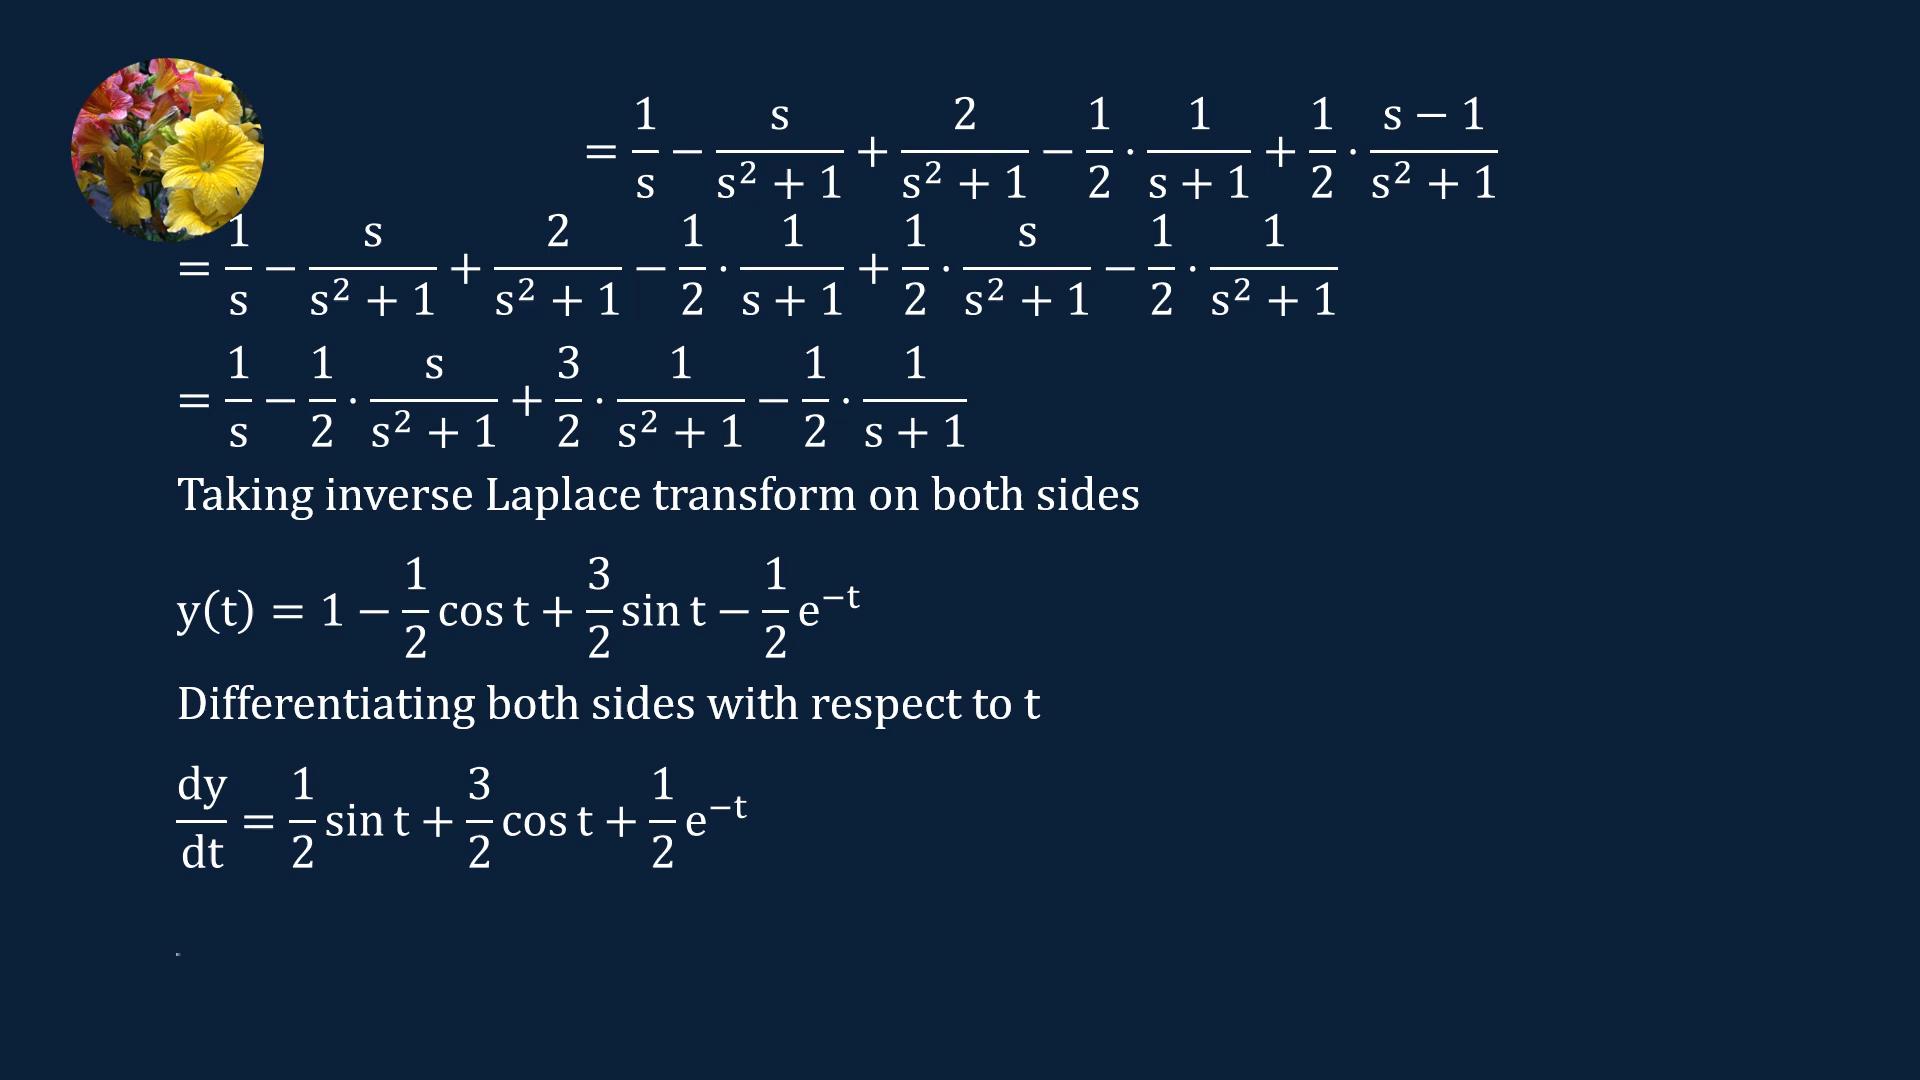 = 1/s − s/(s² + 1) + 2/(s² + 1) − 1/2 · 1/(s + 1) + 1/2 · (s − 1)/(s² + 1)
= 1/s − s/(s² + 1) + 2/(s² + 1) − 1/2 · 1/(s + 1) + 1/2 · s/(s² + 1) − 1/2 · 1/(s² + 1)
= 1/s − 1/2 · s/(s² + 1) + 3/2 · 1/(s² + 1) − 1/2 · 1/(s + 1)
Taking inverse Laplace transform on both sides
y(t) = 1 − 1/2 cos t + 3/2 sin t − 1/2 e⁻ᵗ
Differentiating both sides with respect to t
dy/dt = 1/2 sin t + 3/2 cos t + 1/2 e⁻ᵗ